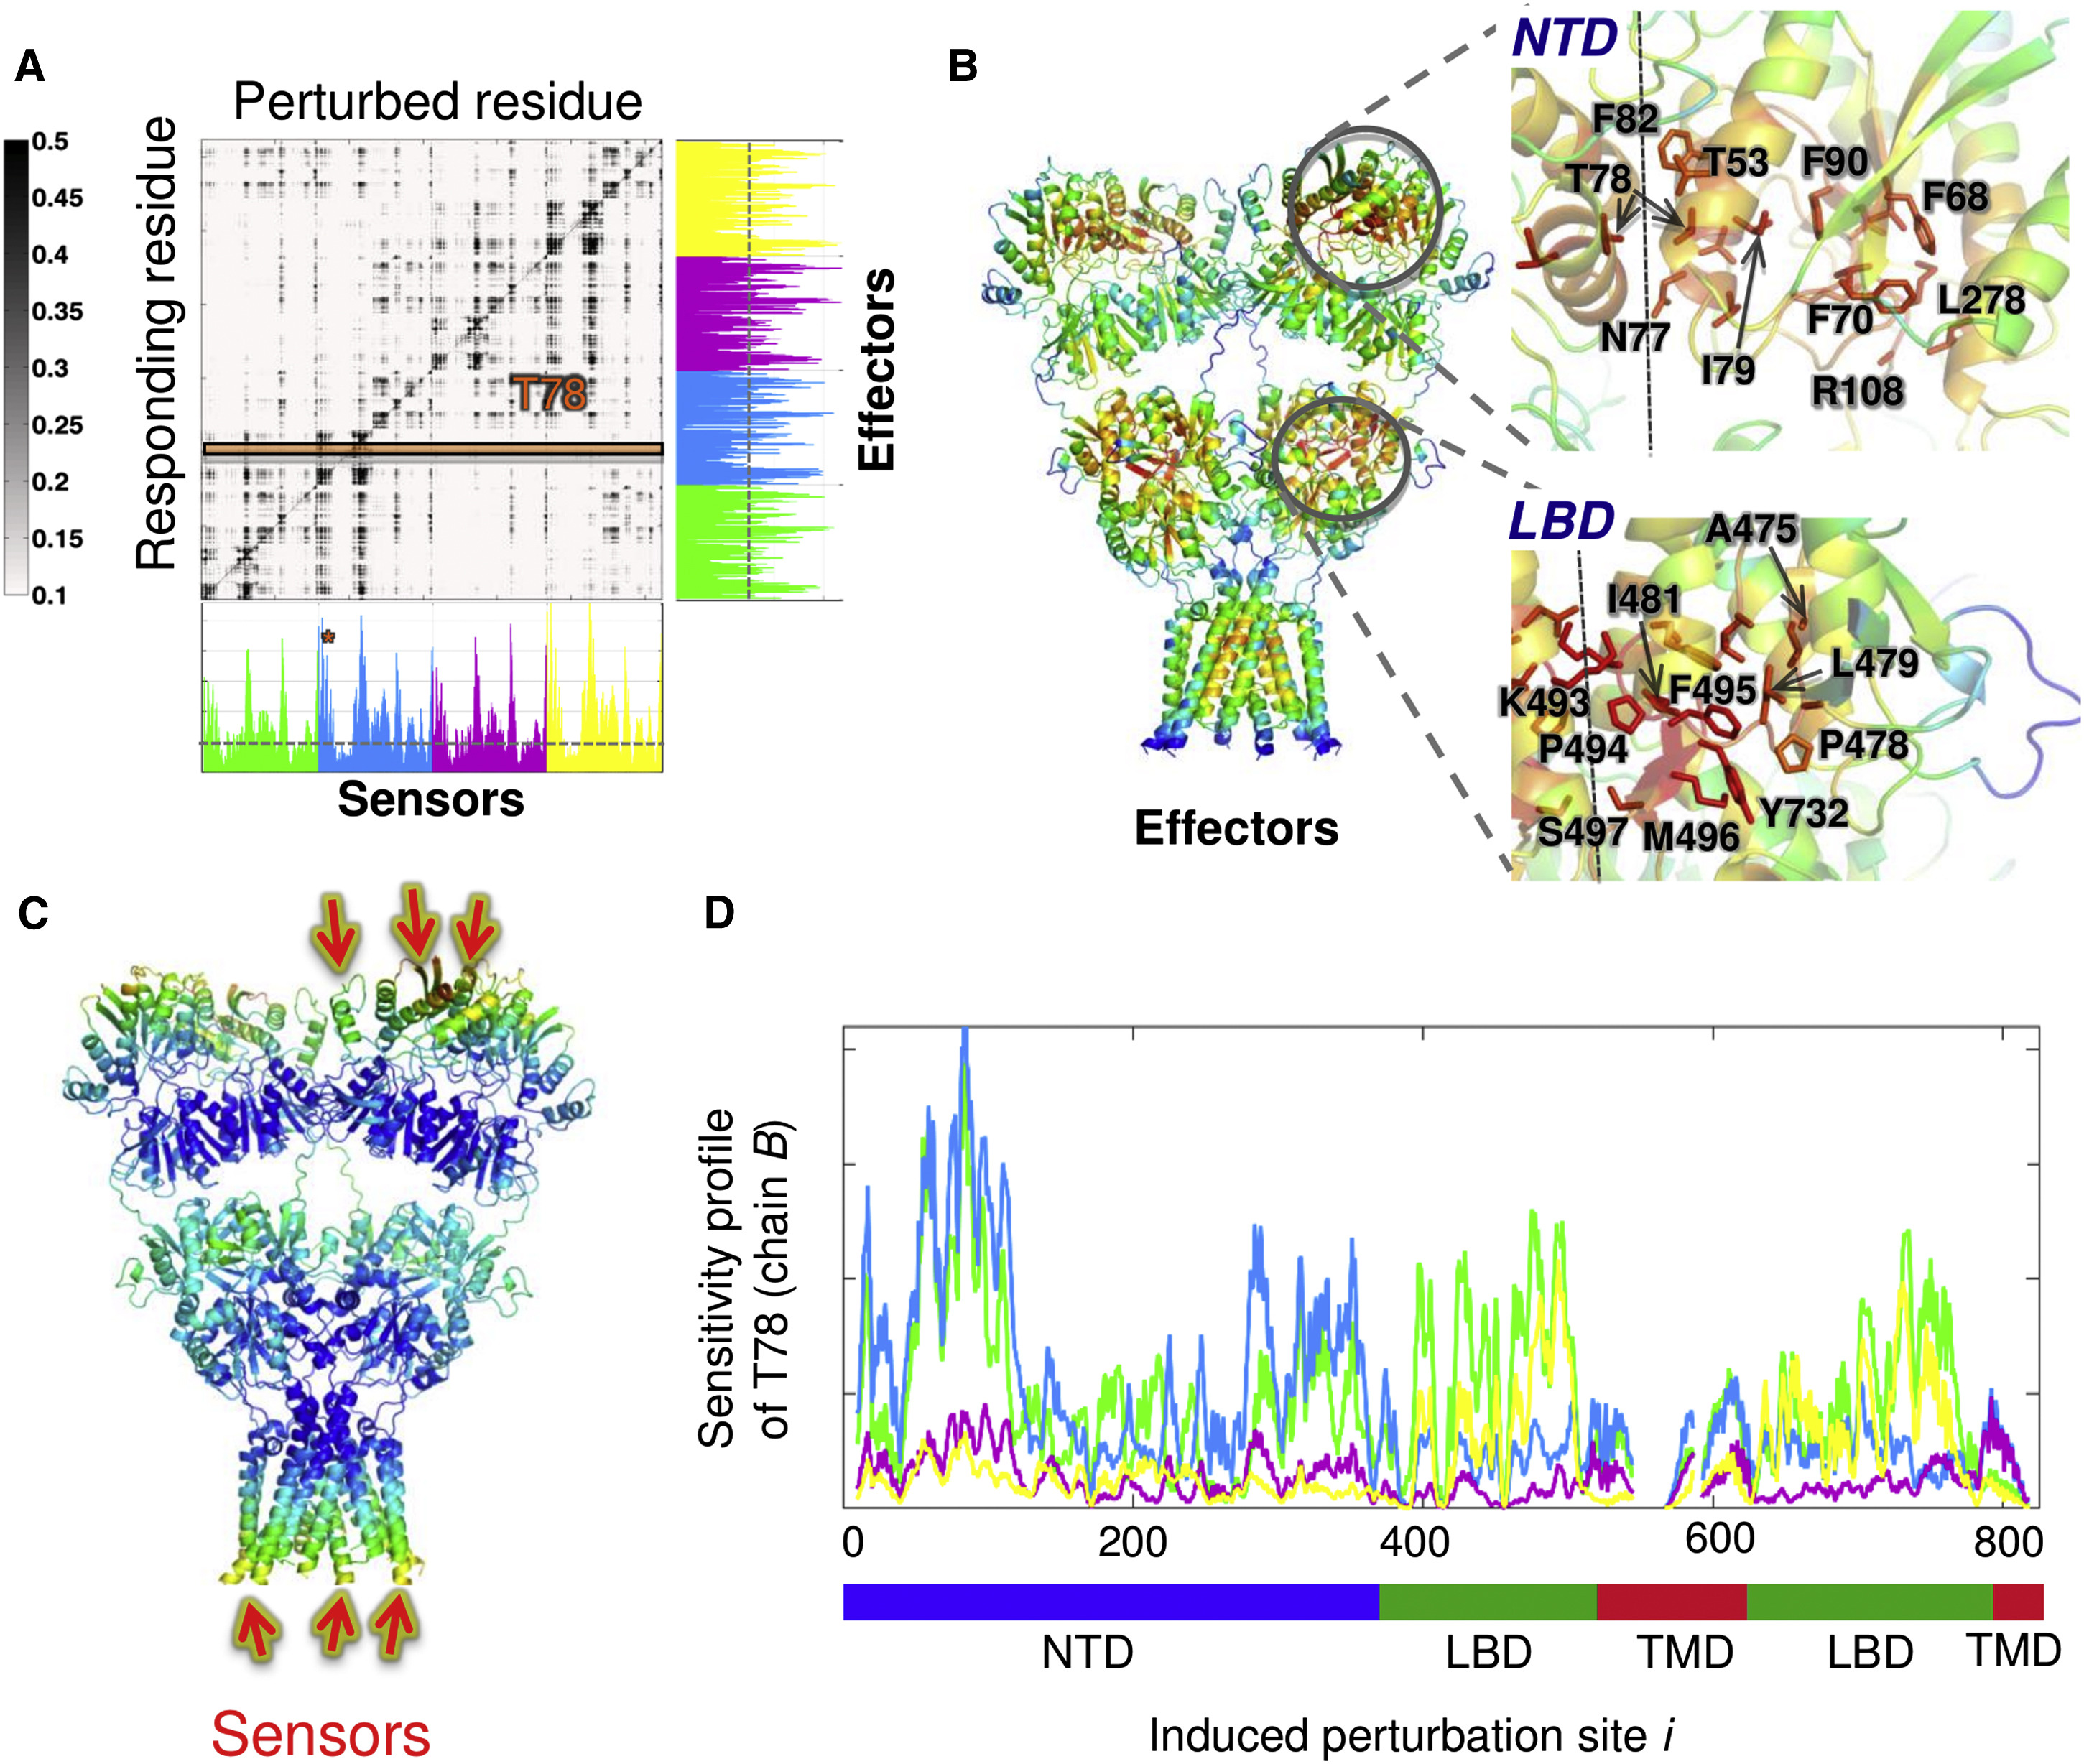 A
Perturbed residue
Responding residue
0.5
0.45
0.4
0.35
0.3
0.25
0.2
0.15
0.1
T78
*
Effectors
Sensors
B
Effectors
NTD
F82
T53
F90
T78
F68
N77
I79
F70
L278
R108
LBD
A475
I481
L479
K493
F495
P494
P478
S497
M496
Y732
C
Sensors
D
Sensitivity profile
of T78 (chain B)
0
200
400
600
800
NTD
LBD
TMD
LBD
TMD
Induced perturbation site i